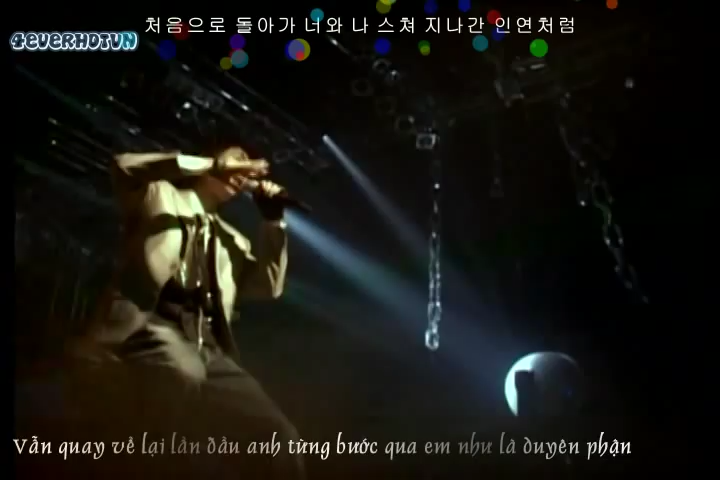 처음으로 돌아가 너와 나 스쳐 지나간 인연처럼
4EVERHOTVN
Vẫn quay về lại lần đầu anh từng bước qua em như là duyên phận